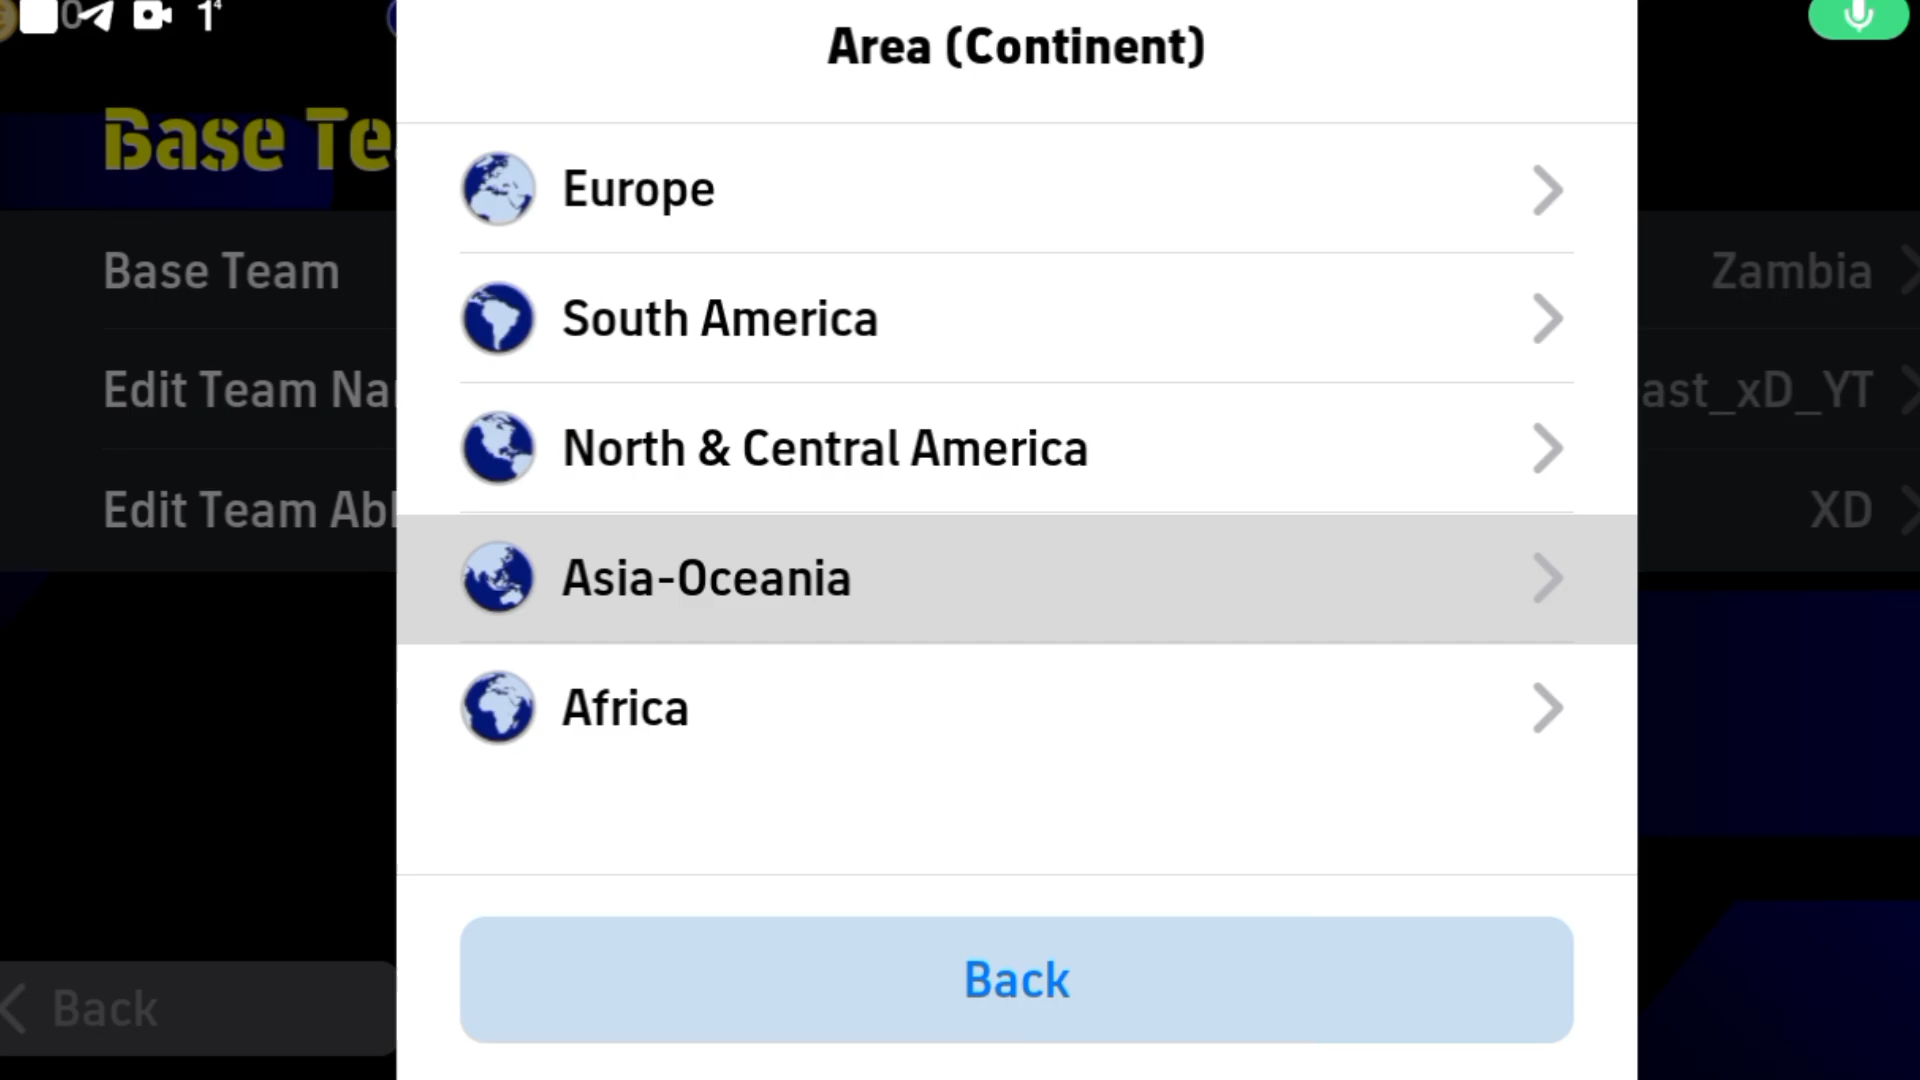 Area (Continent)
Base Te
Europe
Base Team
Zambia
South America
Edit Team Na
ast_xD_YT
North & Central America
Edit Team Ab
XD
Asia-Oceania
Africa
Back
Back